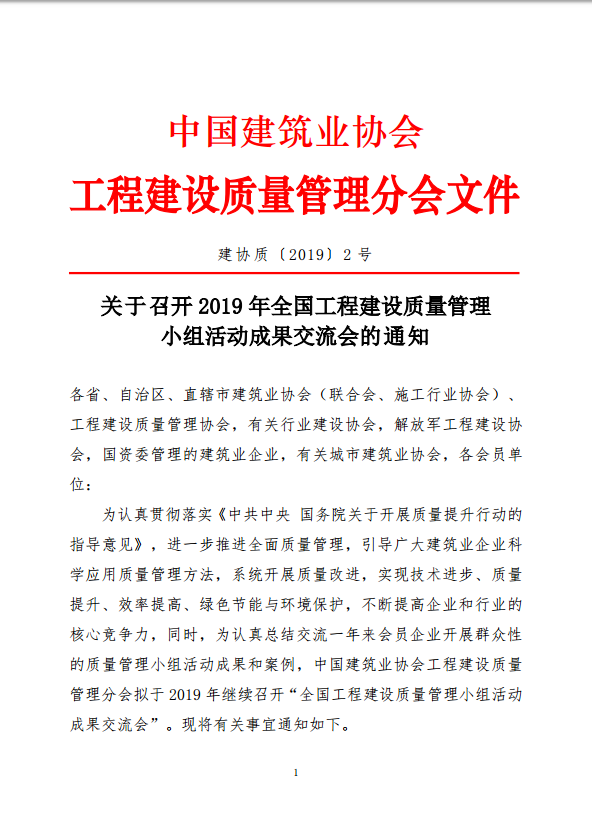 中国建筑业协会
工程建设质量管理分会文件
建协质〔2019〕2 号
关于召开 2019 年全国工程建设质量管理
小组活动成果交流会的通知
各省、自治区、直辖市建筑业协会（联合会、施工行业协会）、
工程建设质量管理协会，有关行业建设协会，解放军工程建设协
会，国资委管理的建筑业企业，有关城市建筑业协会，各会员单
位：
为认真贯彻落实《中共中央 国务院关于开展质量提升行动的
指导意见》，进一步推进全面质量管理，引导广大建筑业企业科
学应用质量管理方法，系统开展质量改进，实现技术进步、质量
提升、效率提高、绿色节能与环境保护，不断提高企业和行业的
核心竞争力，同时，为认真总结交流一年来会员企业开展群众性
的质量管理小组活动成果和案例，中国建筑业协会工程建设质量
管理分会拟于 2019 年继续召开“全国工程建设质量管理小组活动
成果交流会”。现将有关事宜通知如下。
1